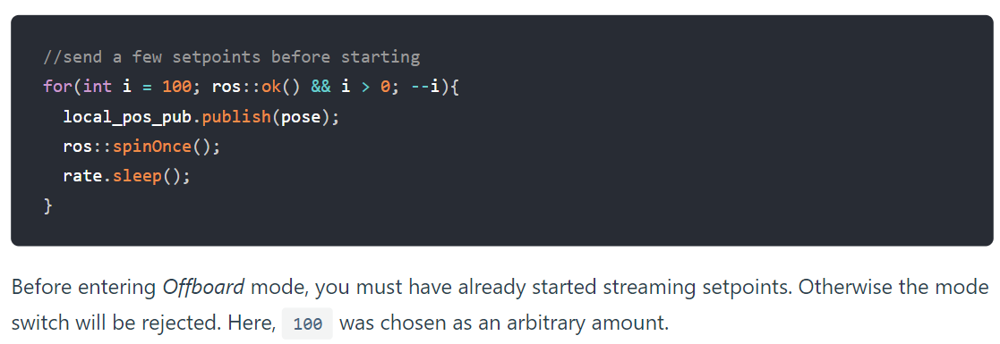 //send a few setpoints before starting
for(int i = 100; ros::ok() && i > 0; --i){
  local_pos_pub.publish(pose);
  ros::spinOnce();
  rate.sleep();
}
Before entering Offboard mode, you must have already started streaming setpoints. Otherwise the mode
switch will be rejected. Here, 100 was chosen as an arbitrary amount.